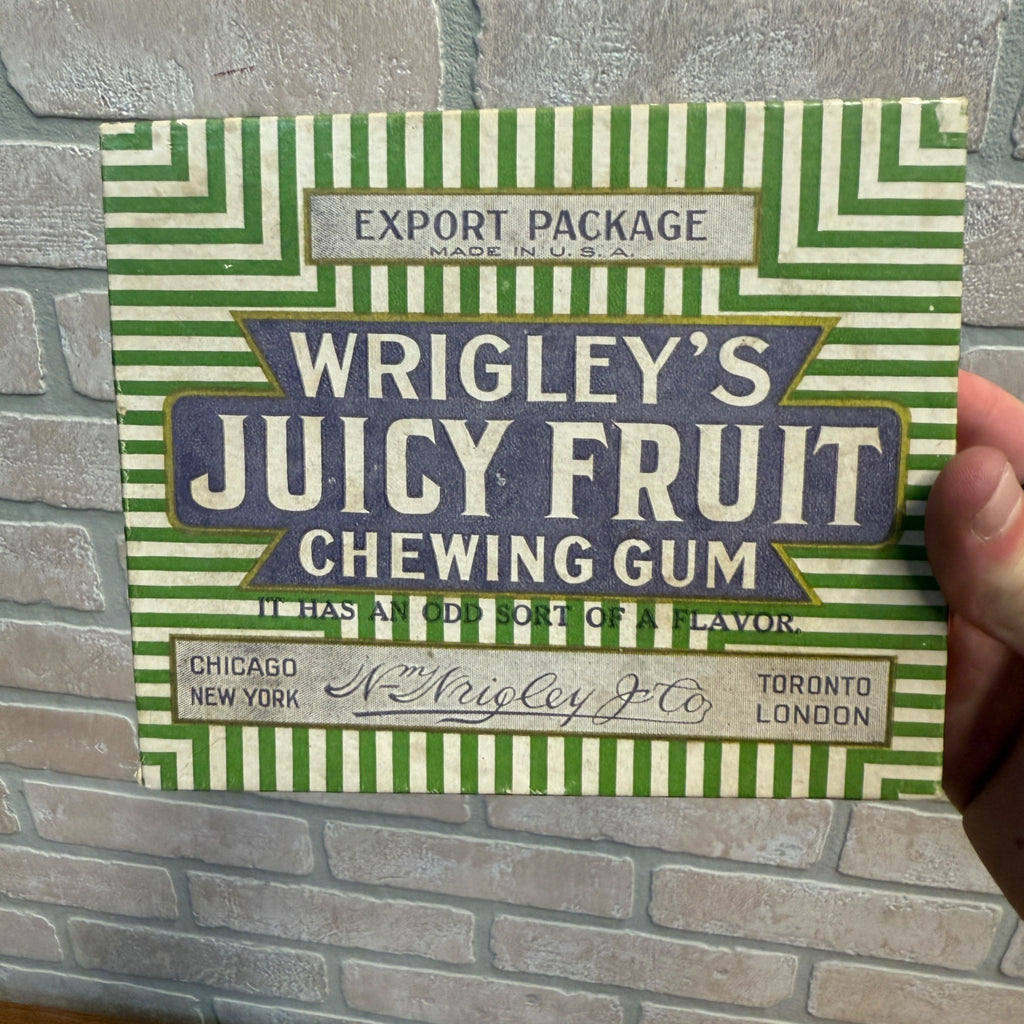 EXPORT PACKAGE
MADE IN U.S.A.
WRIGLEY'S
JUICY FRUIT
CHEWING GUM
IT HAS AN ODD SORT OF A FLAVOR.
CHICAGO
NEW YORK
Wm Wrigley Jr Co
TORONTO
LONDON